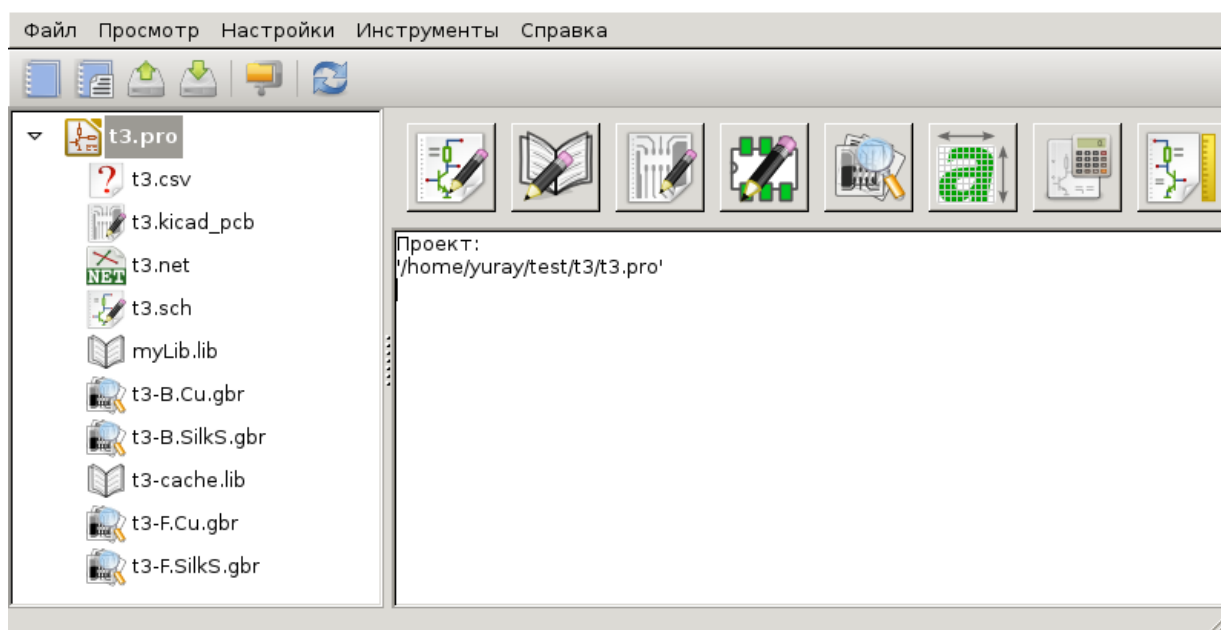 Файл Просмотр Настройки Инструменты Справка
t3.pro
t3.csv
t3.kicad_pcb
NET t3.net
t3.sch
myLib.lib
t3-B.Cu.gbr
t3-B.SilkS.gbr
t3-cache.lib
t3-F.Cu.gbr
t3-F.SilkS.gbr
a
Проект:
'/home/yuray/test/t3/t3.pro'